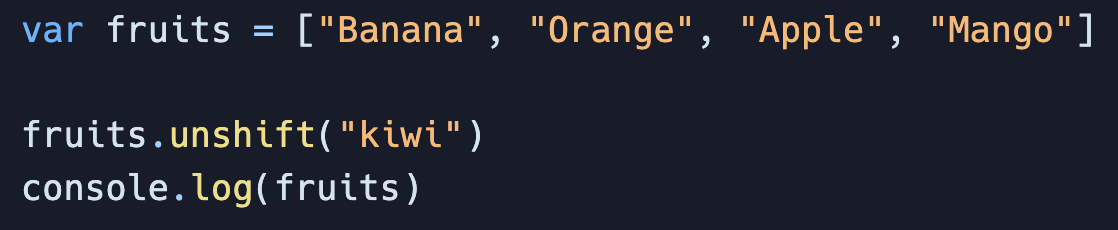 var fruits = ["Banana", "Orange", "Apple", "Mango"]
fruits.unshift("kiwi")
console.log(fruits)